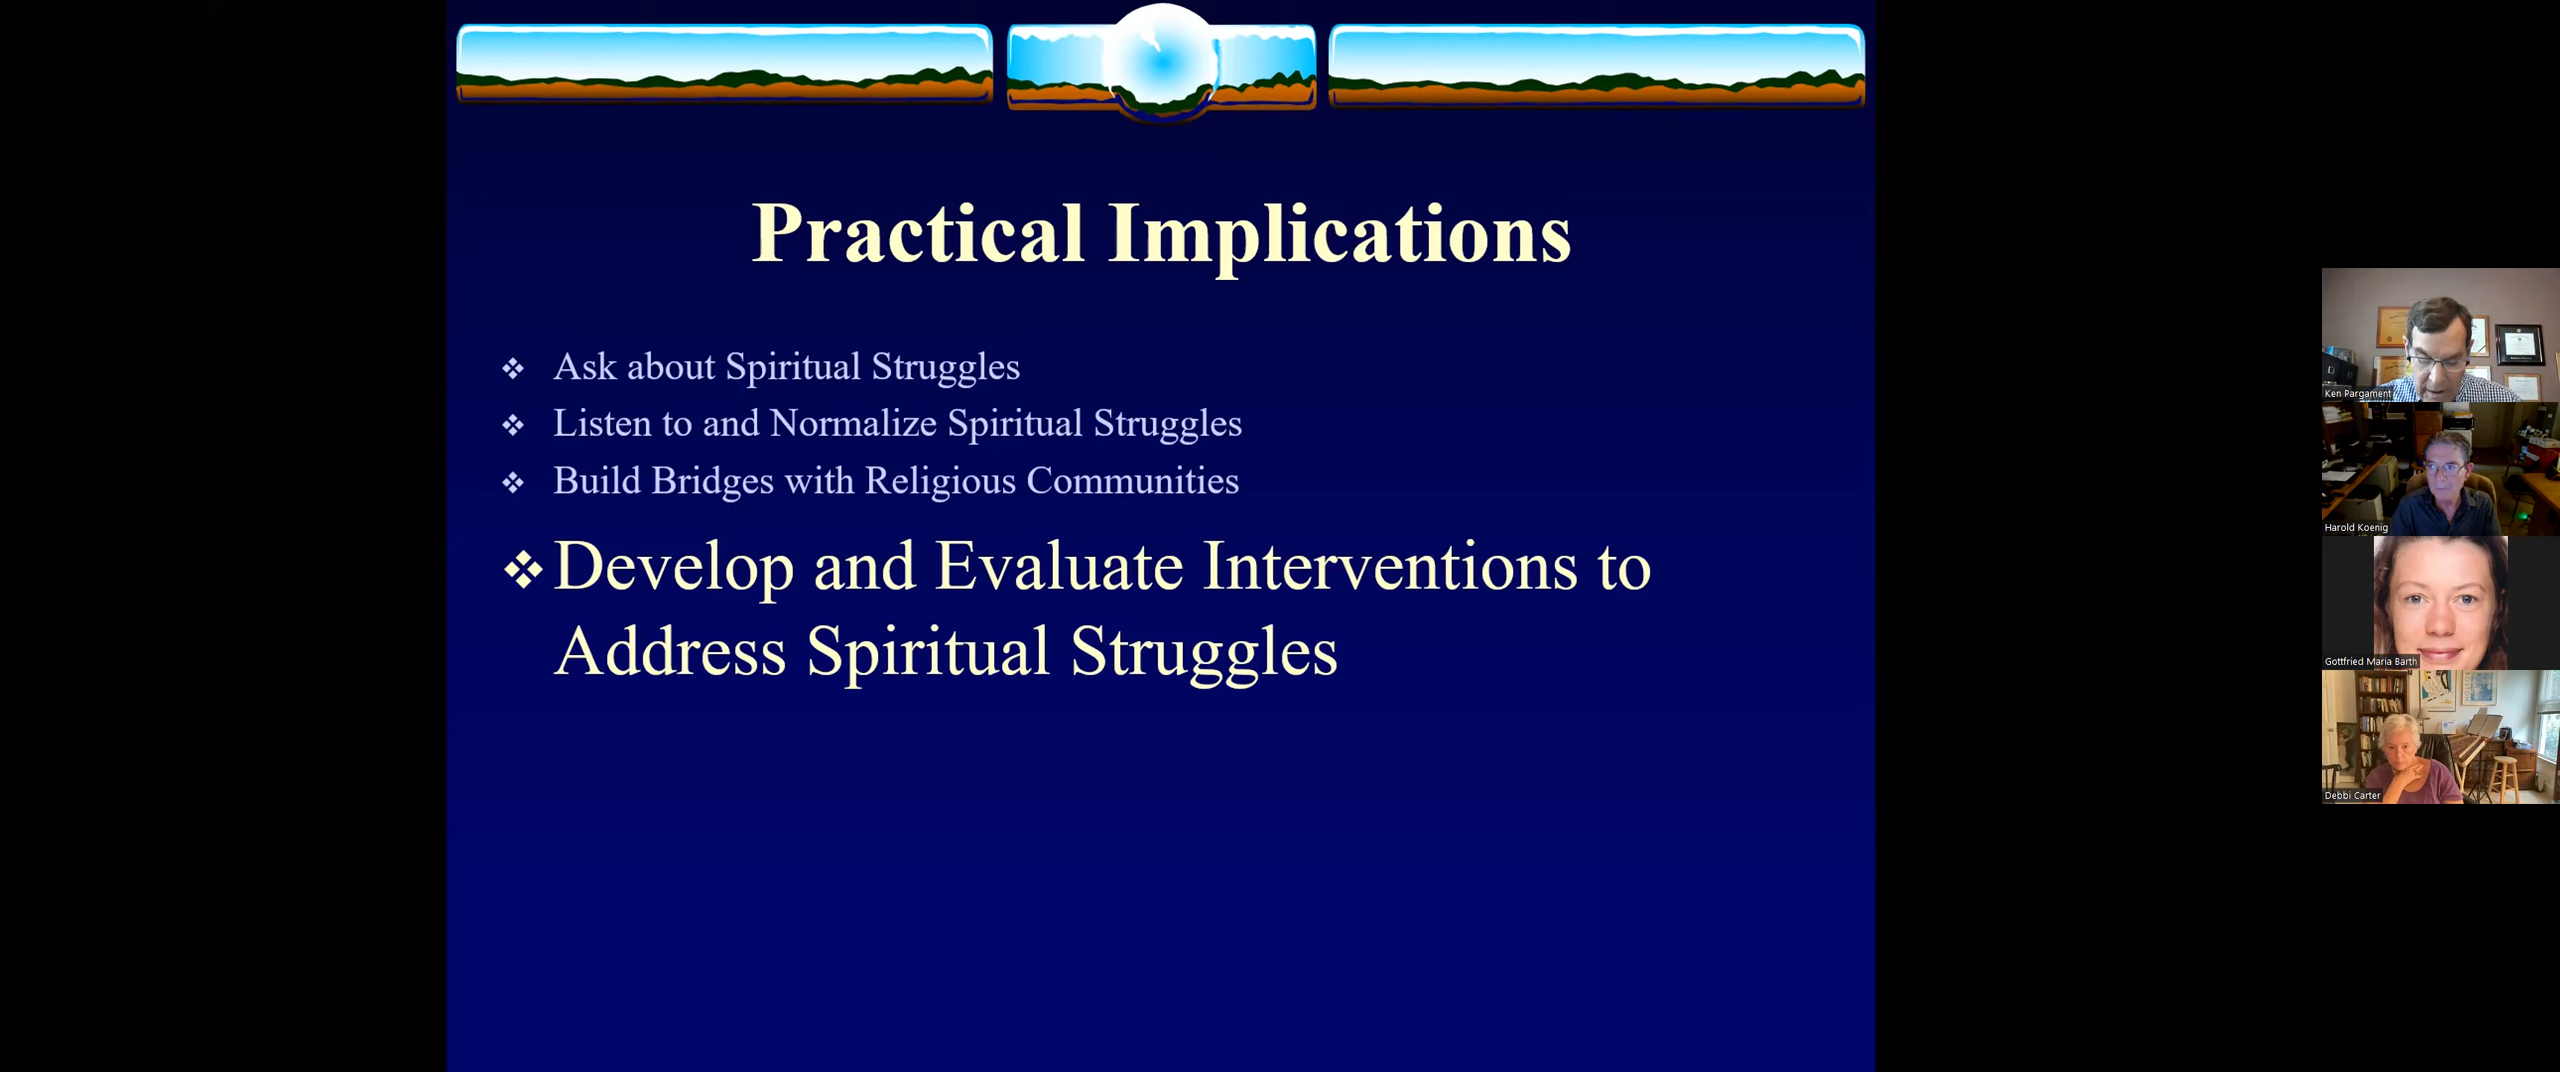 Practical Implications
❖ Ask about Spiritual Struggles
❖ Listen to and Normalize Spiritual Struggles
❖ Build Bridges with Religious Communities
❖ Develop and Evaluate Interventions to
Address Spiritual Struggles
Ken Pargament
Harold Koenig
Gottfried Maria Barth
Debbi Carter